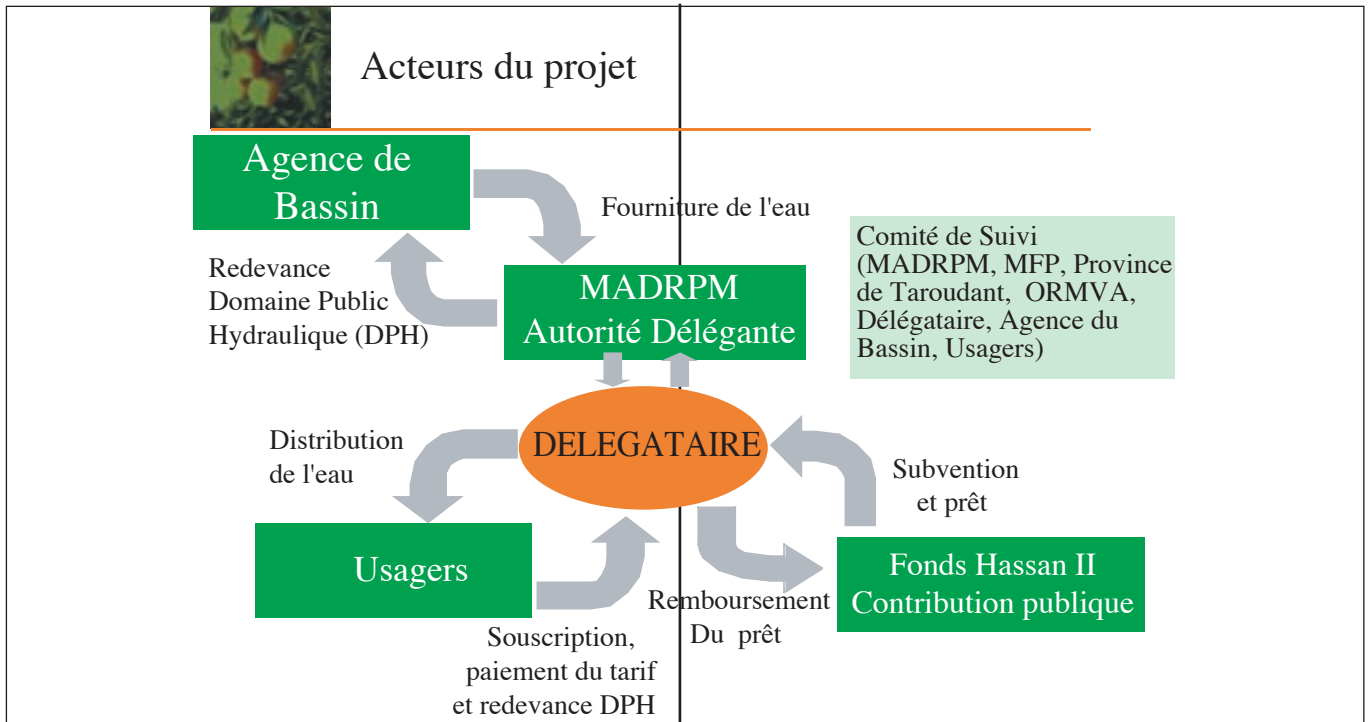 Acteurs du projet
Agence de
Bassin
Fourniture de l'eau
Redevance
Domaine Public
Hydraulique (DPH)
MADRPM
Autorité Délégante
Comité de Suivi
(MADRPM, MFP, Province
de Taroudant, ORMVA,
Délégataire, Agence du
Bassin, Usagers)
Distribution
de l'eau
DELEGATAIRE
Subvention
et prêt
Usagers
Fonds Hassan II
Contribution publique
Remboursement
Du prêt
Souscription,
paiement du tarif
et redevance DPH